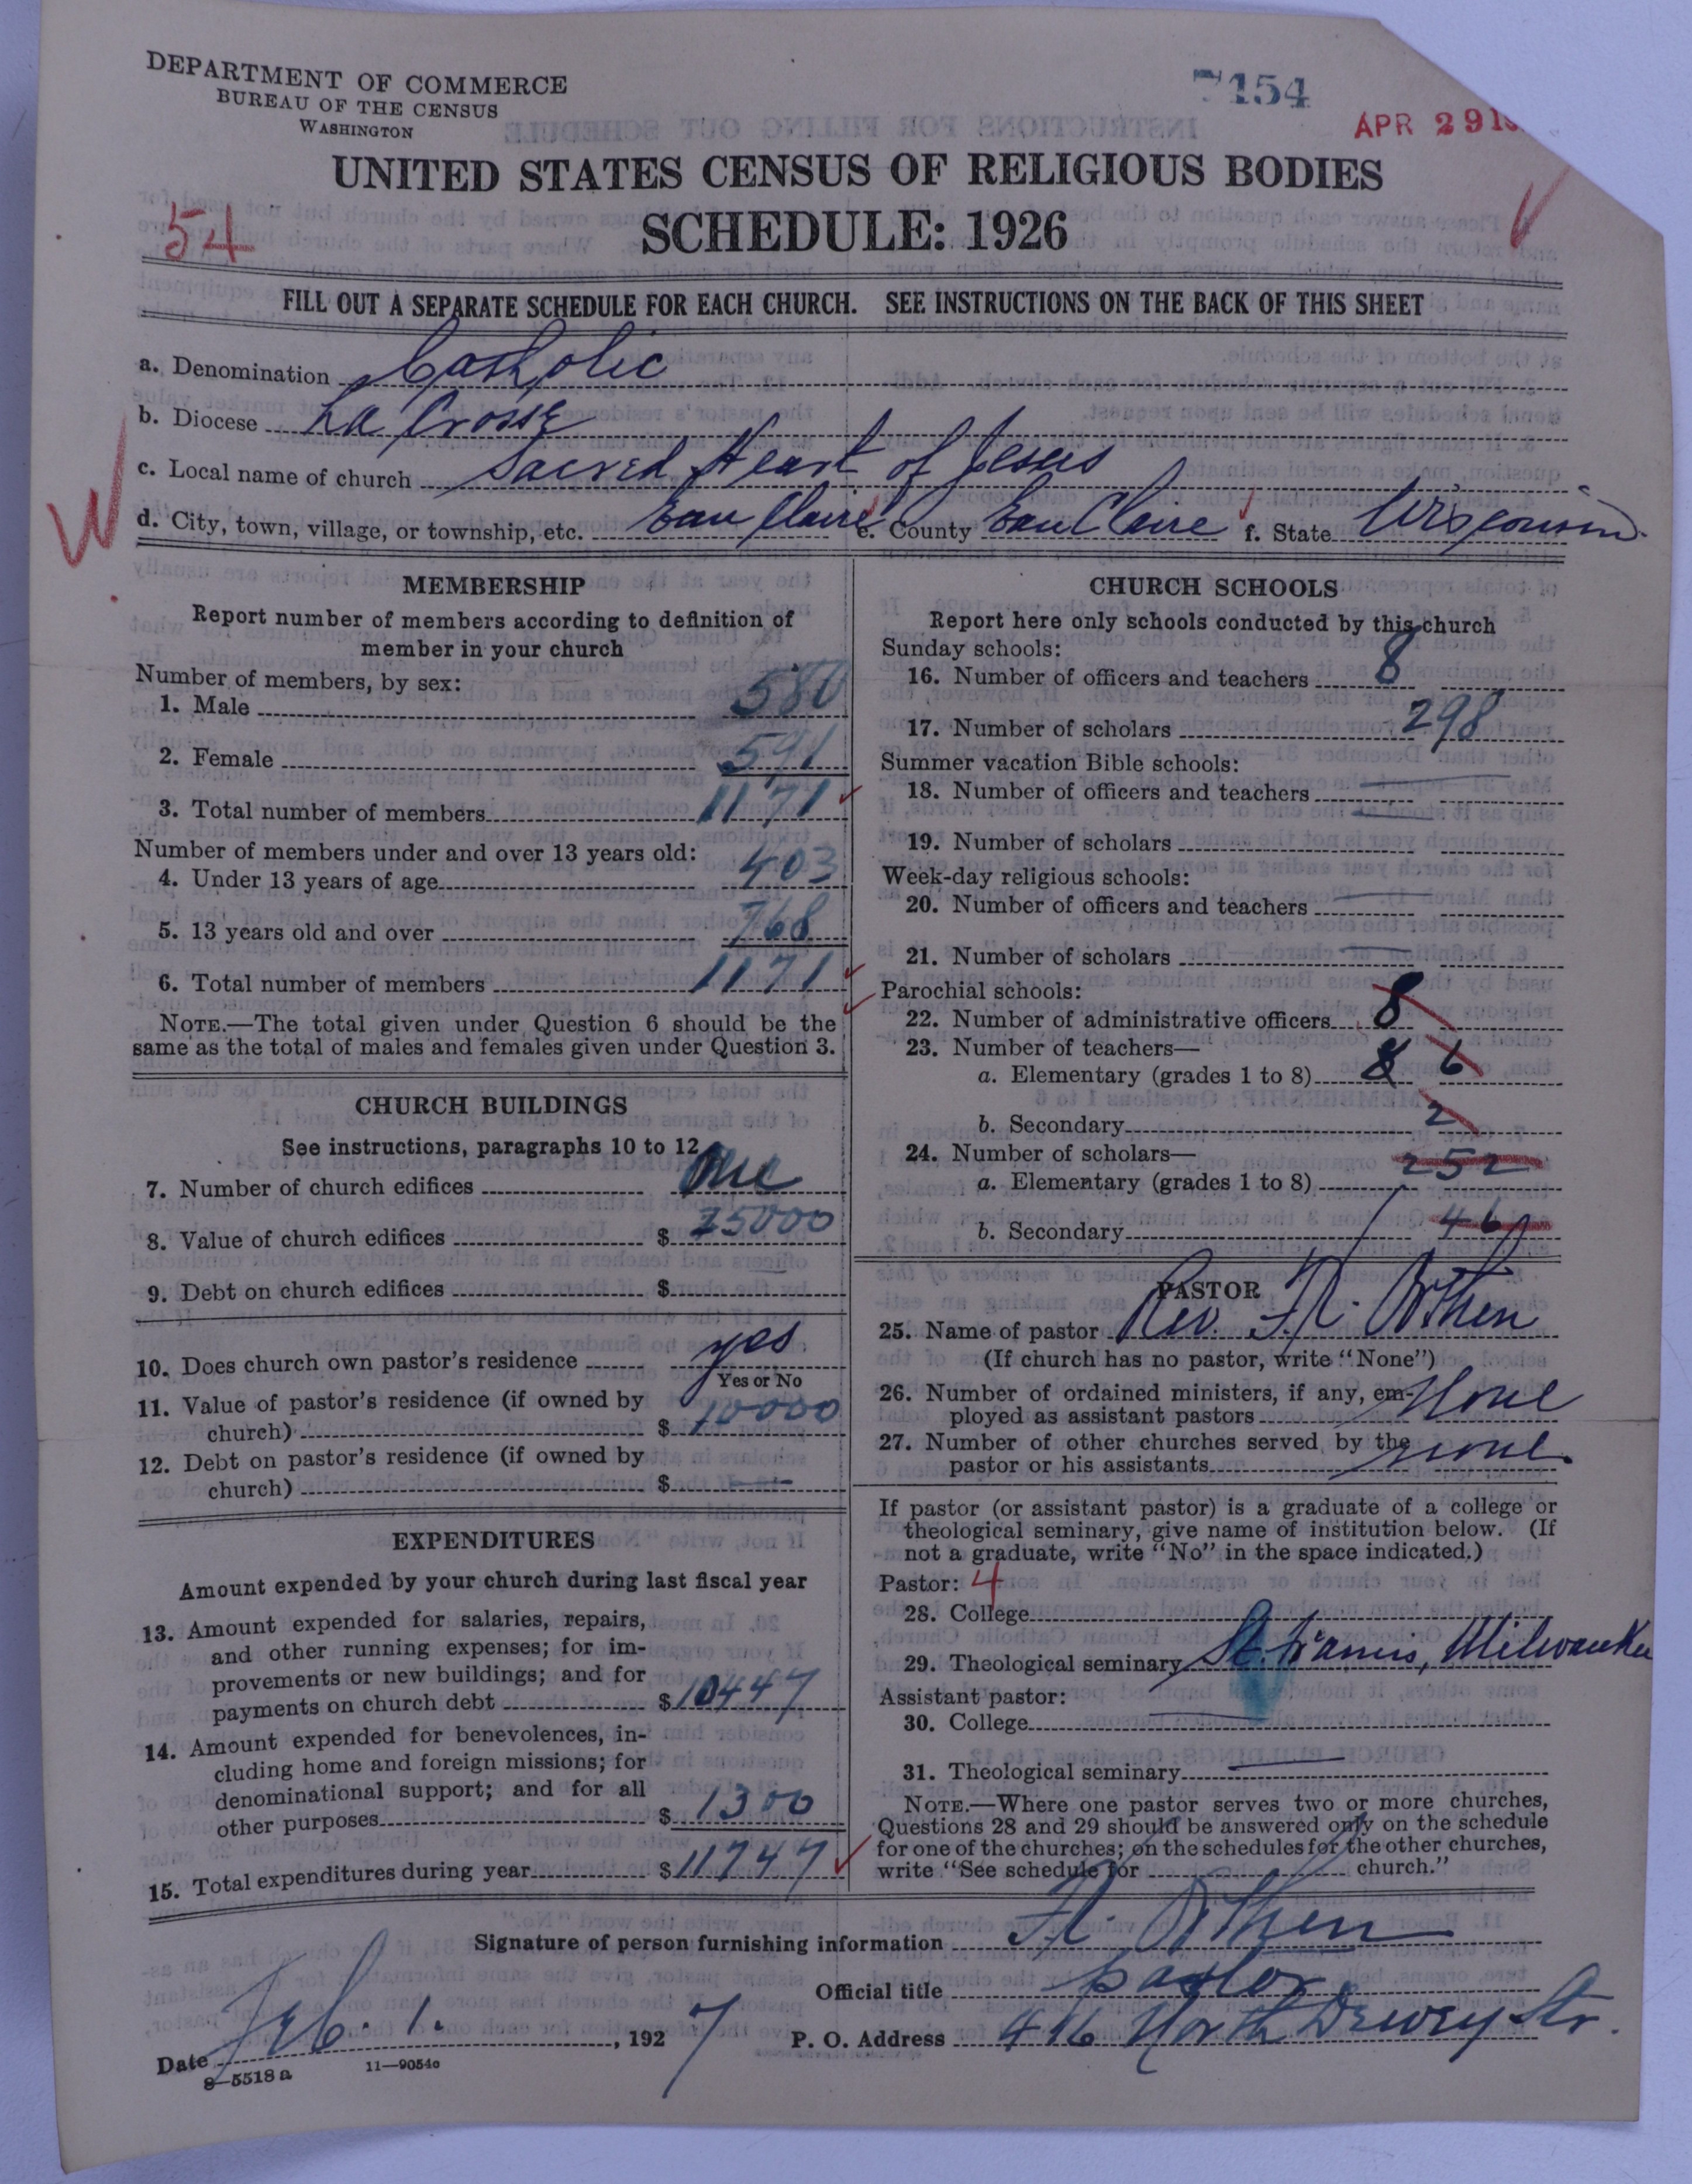 DEPARTMENT OF COMMERCE
BUREAU OF THE CENSUS
WASHINGTON
7154
APR 29
UNITED STATES CENSUS OF RELIGIOUS BODIES
54
SCHEDULE: 1926
FILL OUT A SEPARATE SCHEDULE FOR EACH CHURCH. SEE INSTRUCTIONS ON THE BACK OF THIS SHEET
a. Denomination Catholic
b. Diocese La Crosse
c. Local name of church Sacred Heart of Jesus
d. City, town, village, or township, etc. Eau Claire e. County Eau Claire f. State Wisconsin
W
MEMBERSHIP
Report number of members according to definition of
member in your church
Number of members, by sex:
1. Male 580
2. Female 591
3. Total number of members 1171
Number of members under and over 13 years old:
4. Under 13 years of age 403
5. 13 years old and over 768
6. Total number of members 1171
NOTE.—The total given under Question 6 should be the
same as the total of males and females given under Question 3.
CHURCH BUILDINGS
See instructions, paragraphs 10 to 12
7. Number of church edifices One
8. Value of church edifices $ 25000
9. Debt on church edifices $
10. Does church own pastor's residence yes
Yes or No
11. Value of pastor's residence (if owned by
church) $ 10000
12. Debt on pastor's residence (if owned by
church) $ —
EXPENDITURES
Amount expended by your church during last fiscal year
13. Amount expended for salaries, repairs,
and other running expenses; for im-
provements or new buildings; and for
payments on church debt $ 10447
14. Amount expended for benevolences, in-
cluding home and foreign missions; for
denominational support; and for all
other purposes $ 1300
15. Total expenditures during year $ 11747
CHURCH SCHOOLS
Report here only schools conducted by this church
Sunday schools:
16. Number of officers and teachers 8
17. Number of scholars 298
Summer vacation Bible schools:
18. Number of officers and teachers —
19. Number of scholars —
Week-day religious schools:
20. Number of officers and teachers —
21. Number of scholars —
Parochial schools:
22. Number of administrative officers 8
23. Number of teachers—
a. Elementary (grades 1 to 8) 8 6
b. Secondary 2
24. Number of scholars—
a. Elementary (grades 1 to 8) 252
b. Secondary 46
PASTOR
25. Name of pastor Rev. F. R. Orthen
(If church has no pastor, write "None")
26. Number of ordained ministers, if any, em-
ployed as assistant pastors None
27. Number of other churches served by the
pastor or his assistants none.
If pastor (or assistant pastor) is a graduate of a college or
theological seminary, give name of institution below. (If
not a graduate, write "No" in the space indicated.)
Pastor: 4
28. College
29. Theological seminary St. Francis, Milwaukee
Assistant pastor:
30. College —
31. Theological seminary —
NOTE.—Where one pastor serves two or more churches,
Questions 28 and 29 should be answered only on the schedule
for one of the churches; on the schedules for the other churches,
write "See schedule for church."
Signature of person furnishing information Orthen
Official title pastor
Date Feb. 1. , 1927 P. O. Address 416 North Dewey Str.
8—5518a 11—9054c